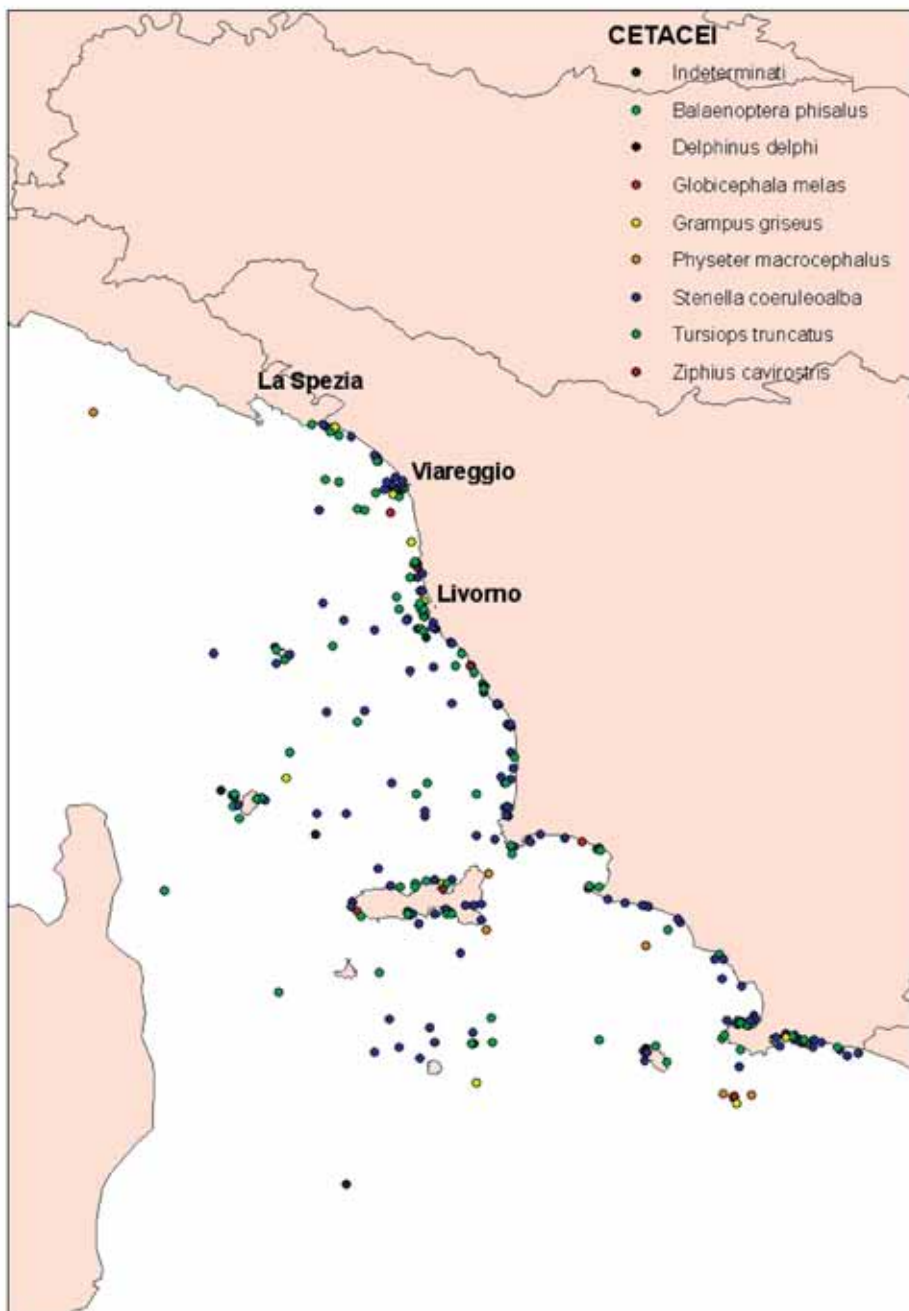 CETACEI
Indeterminati
Balaenoptera phisalus
Delphinus delphi
Globicephala melas
Grampus griseus
Physeter macrocephalus
Stenella coeruleoalba
Tursiops truncatus
Ziphius cavirostris
La Spezia
Viareggio
Livorno